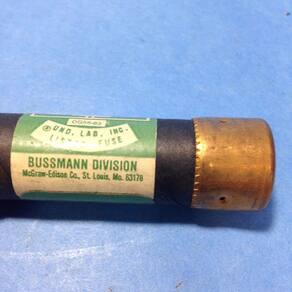 UND. LAB. INC.
LISTED FUSE
BUSSMANN DIVISION
McGraw-Edison Co., St. Louis, Mo. 63178